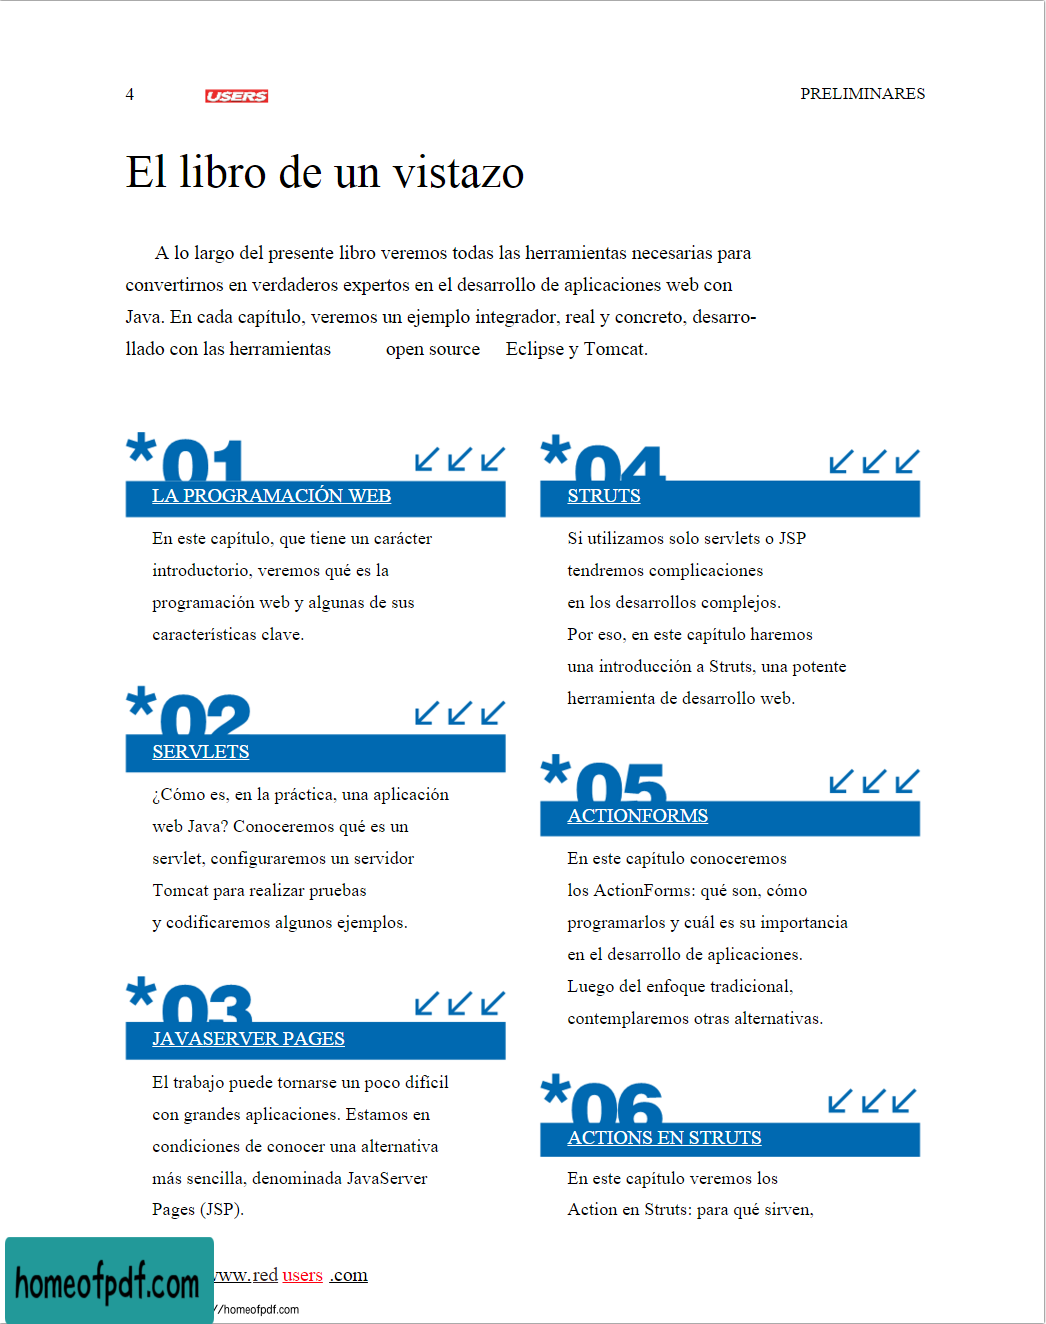 4
USERS
PRELIMINARES
El libro de un vistazo
A lo largo del presente libro veremos todas las herramientas necesarias para
convertirnos en verdaderos expertos en el desarrollo de aplicaciones web con
Java. En cada capítulo, veremos un ejemplo integrador, real y concreto, desarro-
llado con las herramientas open source Eclipse y Tomcat.
*01
LA PROGRAMACIÓN WEB
En este capítulo, que tiene un carácter
introductorio, veremos qué es la
programación web y algunas de sus
características clave.
*02
SERVLETS
¿Cómo es, en la práctica, una aplicación
web Java? Conoceremos qué es un
servlet, configuraremos un servidor
Tomcat para realizar pruebas
y codificaremos algunos ejemplos.
*03
JAVASERVER PAGES
El trabajo puede tornarse un poco difícil
con grandes aplicaciones. Estamos en
condiciones de conocer una alternativa
más sencilla, denominada JavaServer
Pages (JSP).
*04
STRUTS
Si utilizamos solo servlets o JSP
tendremos complicaciones
en los desarrollos complejos.
Por eso, en este capítulo haremos
una introducción a Struts, una potente
herramienta de desarrollo web.
*05
ACTIONFORMS
En este capítulo conoceremos
los ActionForms: qué son, cómo
programarlos y cuál es su importancia
en el desarrollo de aplicaciones.
Luego del enfoque tradicional,
contemplaremos otras alternativas.
*06
ACTIONS EN STRUTS
En este capítulo veremos los
Action en Struts: para qué sirven,
homeofpdf.com
www.redusers.com
//homeofpdf.com